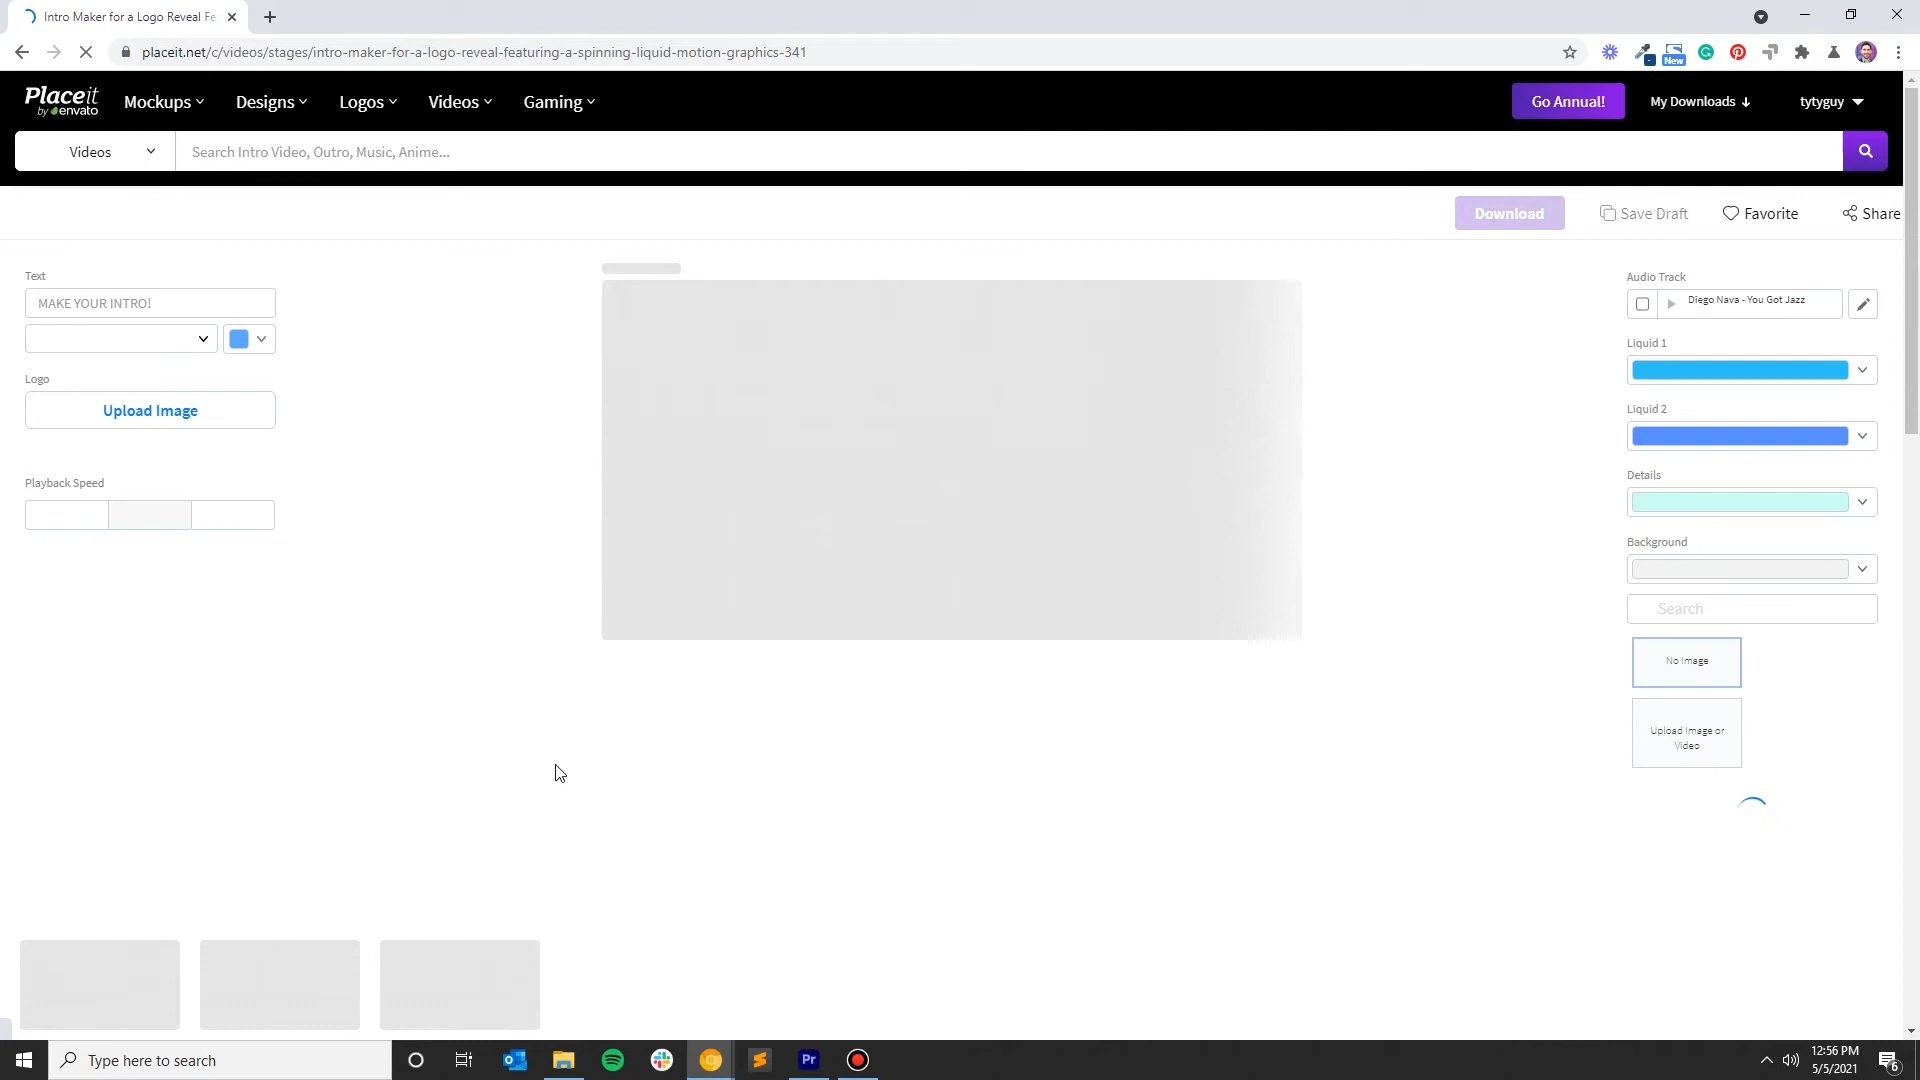 Intro Maker for a Logo Reveal Fe
placeit.net/c/videos/stages/intro-maker-for-a-logo-reveal-featuring-a-spinning-liquid-motion-graphics-341
New
Placeit
by envato
Mockups
Designs
Logos
Videos
Gaming
Go Annual!
My Downloads
tytyguy
Videos
Search Intro Video, Outro, Music, Anime...
Download
Save Draft
Favorite
Share
Text
MAKE YOUR INTRO!
Logo
Upload Image
Playback Speed
Audio Track
Diego Nava - You Got Jazz
Liquid 1
Liquid 2
Details
Background
Search
No Image
Upload Image or
Video
Type here to search
Pr
12:56 PM
5/5/2021
6